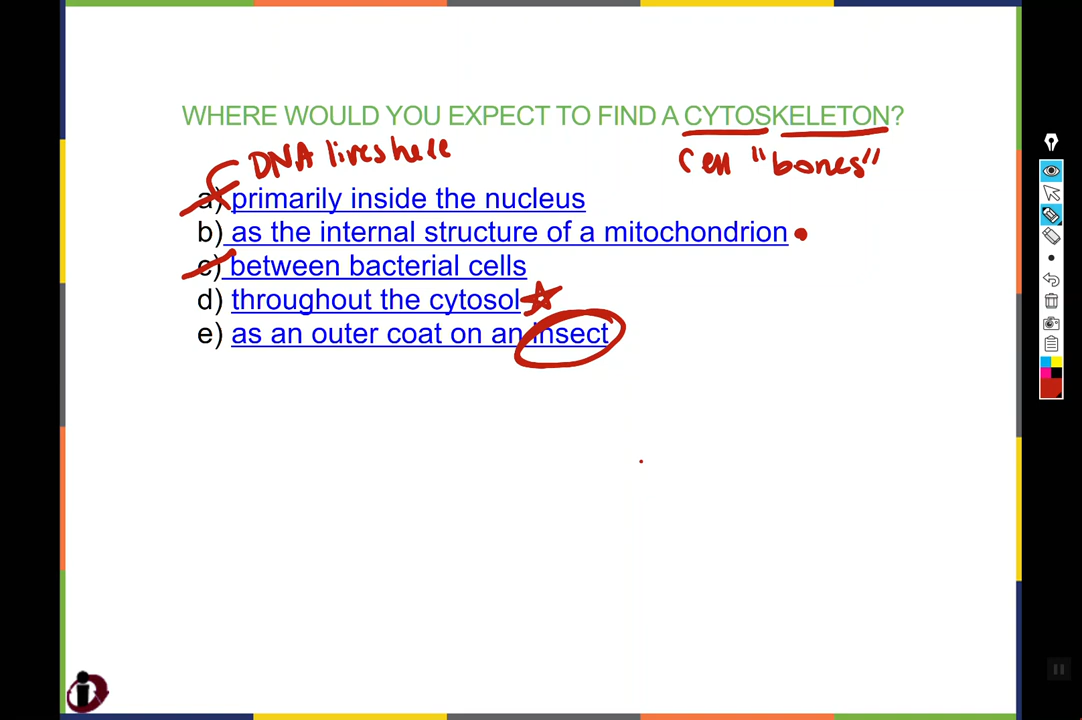 WHERE WOULD YOU EXPECT TO FIND A CYTOSKELETON?
DNA lives here
Cell "bones"
a) primarily inside the nucleus
b) as the internal structure of a mitochondrion
c) between bacterial cells
d) throughout the cytosol
e) as an outer coat on an insect